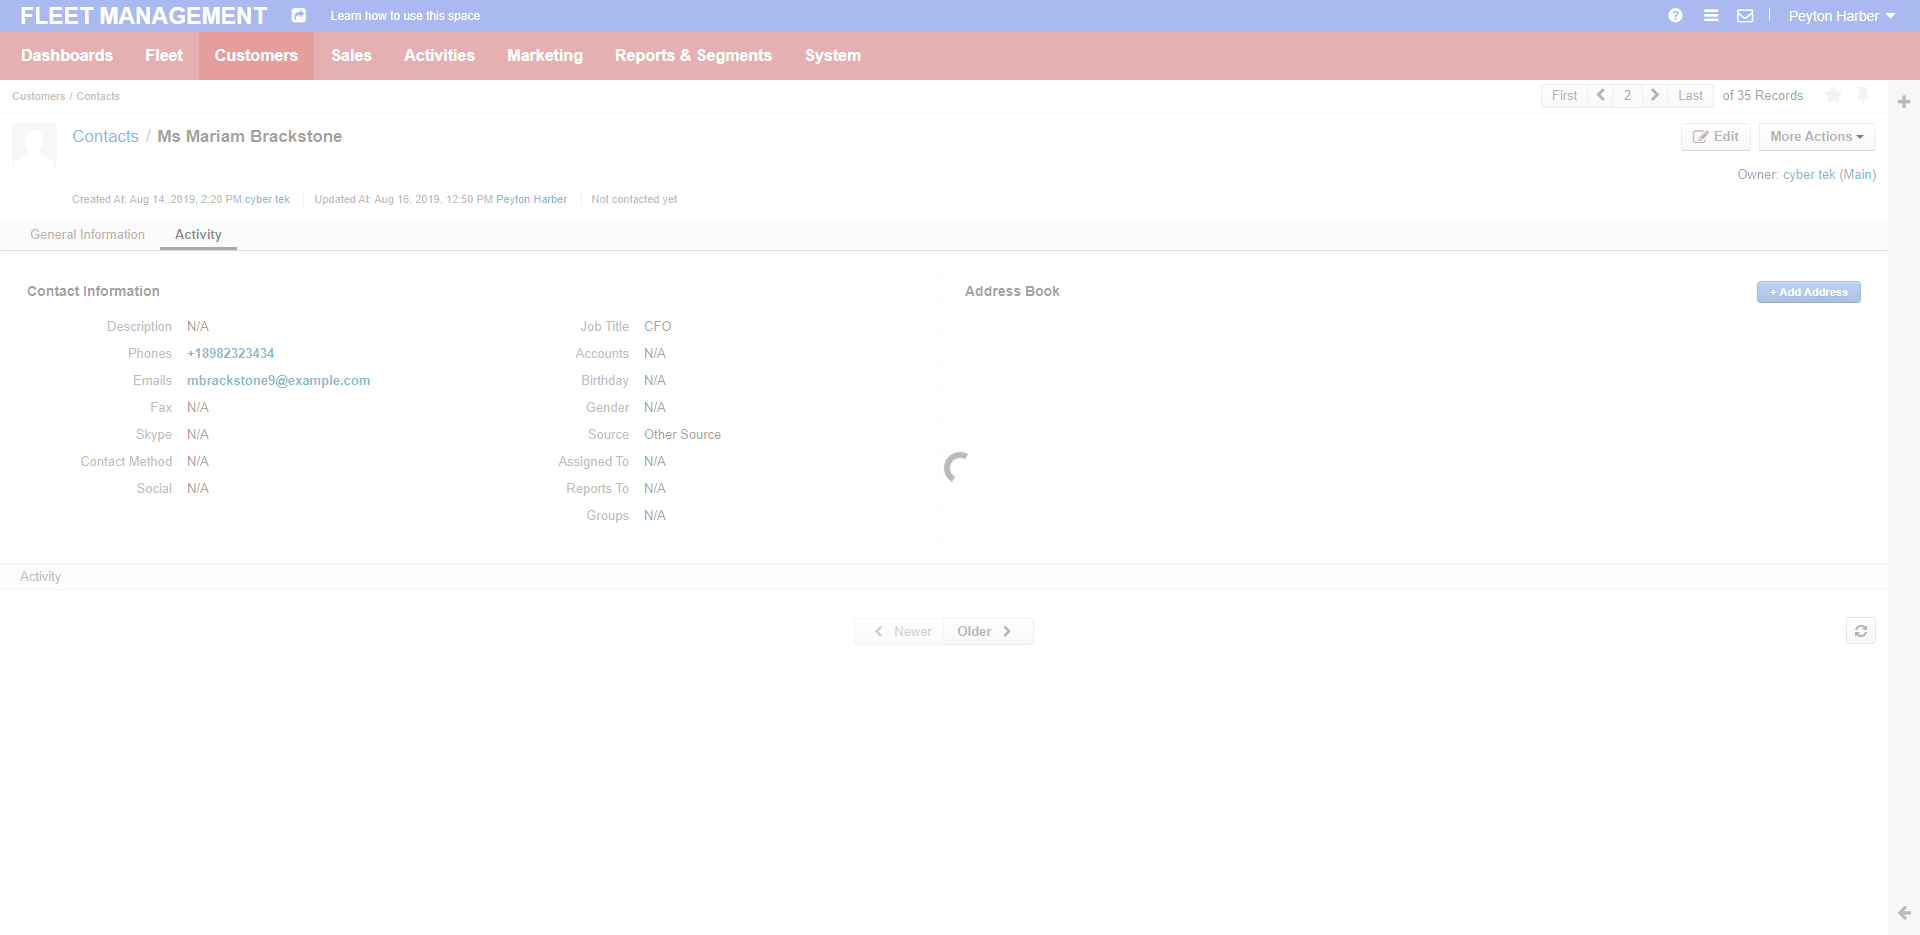 FLEET MANAGEMENT Learn how to use this space Peyton Harber
Dashboards Fleet Customers Sales Activities Marketing Reports & Segments System
Customers / Contacts First 2 Last of 35 Records
Contacts / Ms Mariam Brackstone Edit More Actions
Owner: cyber tek (Main)
Created At: Aug 14, 2019, 2:20 PM cyber tek Updated At: Aug 16, 2019, 12:50 PM Peyton Harber Not contacted yet
General Information Activity
Contact Information
Description N/A
Phones +18982323434
Emails mbrackstone9@example.com
Fax N/A
Skype N/A
Contact Method N/A
Social N/A
Job Title CFO
Accounts N/A
Birthday N/A
Gender N/A
Source Other Source
Assigned To N/A
Reports To N/A
Groups N/A
Address Book + Add Address
Activity
Newer Older